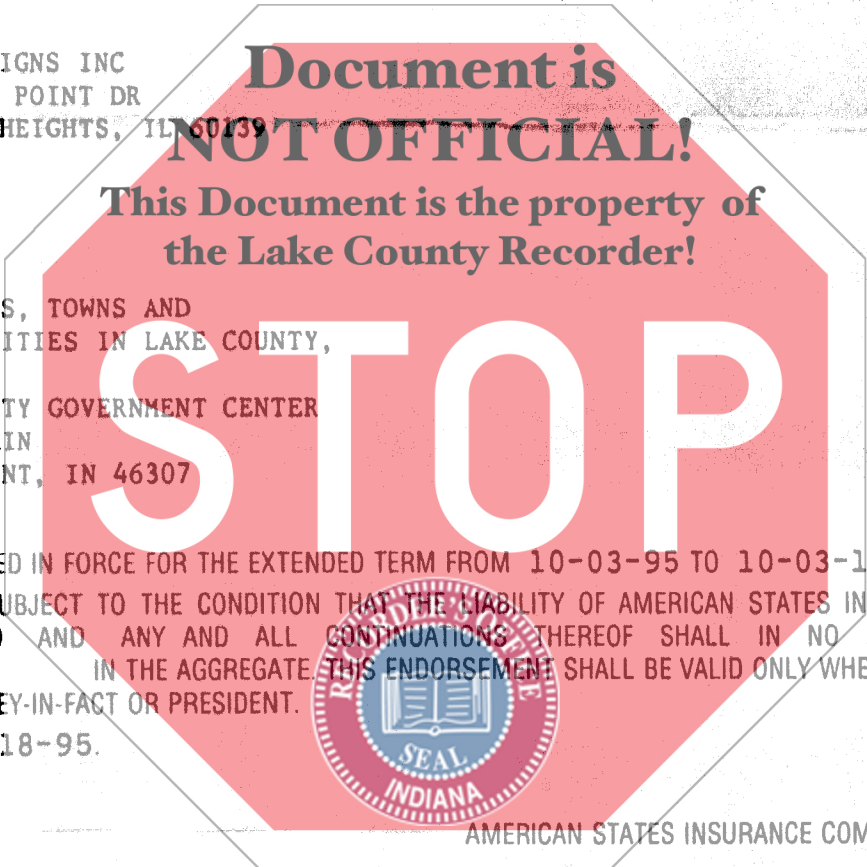 IGNS INC
POINT DR
HEIGHTS, IL 60139
Document is
NOT OFFICIAL!
This Document is the property of
the Lake County Recorder!
S, TOWNS AND
ITIES IN LAKE COUNTY,
STOP
TY GOVERNMENT CENTER
IN
NT, IN 46307
ED IN FORCE FOR THE EXTENDED TERM FROM 10-03-95 TO 10-03-1
UBJECT TO THE CONDITION THAT THE LIABILITY OF AMERICAN STATES IN
AND ANY AND ALL CONTINUATIONS THEREOF SHALL IN NO
IN THE AGGREGATE. THIS ENDORSEMENT SHALL BE VALID ONLY WHE
EY-IN-FACT OR PRESIDENT.
18-95.
RECORDER'S OFFICE
SEAL
INDIANA
AMERICAN STATES INSURANCE COM